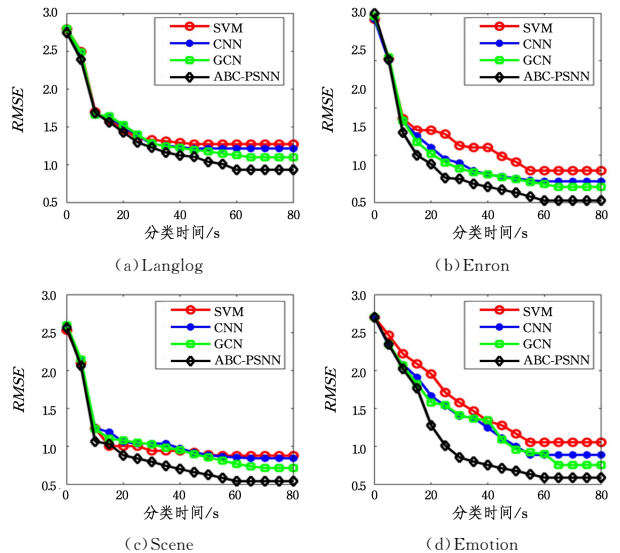 3.0
2.5
2.0
1.5
1.0
0.5
RMSE
0 20 40 60 80
分类时间/s
SVM
CNN
GCN
ABC-PSNN
(a)Langlog
3.0
2.5
2.0
1.5
1.0
0.5
RMSE
0 20 40 60 80
分类时间/s
SVM
CNN
GCN
ABC-PSNN
(b)Enron
3.0
2.5
2.0
1.5
1.0
0.5
RMSE
0 20 40 60 80
分类时间/s
SVM
CNN
GCN
ABC-PSNN
(c)Scene
3.0
2.5
2.0
1.5
1.0
0.5
RMSE
0 20 40 60 80
分类时间/s
SVM
CNN
GCN
ABC-PSNN
(d)Emotion